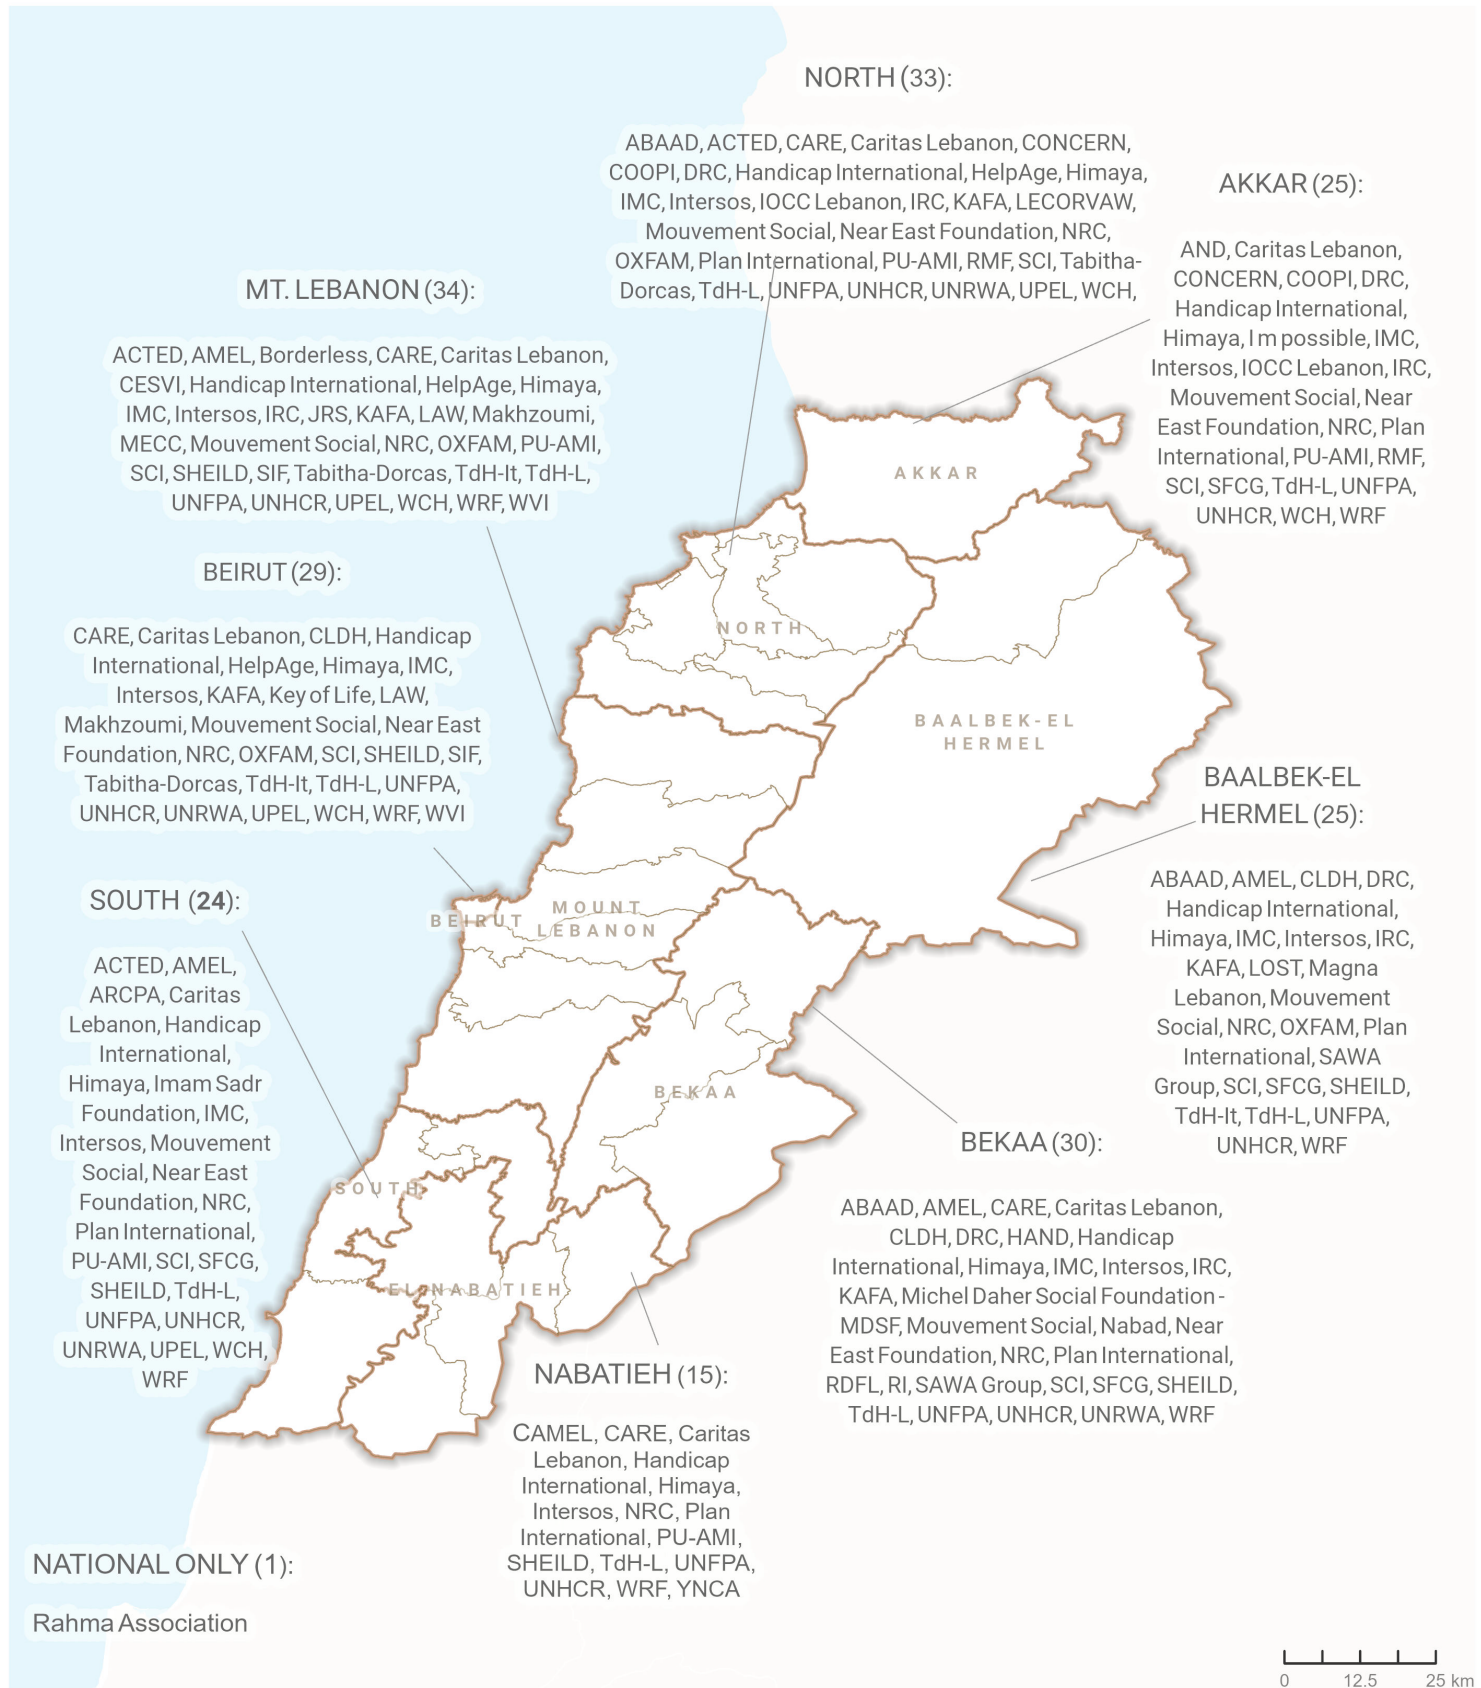 NORTH (33):
ABAAD, ACTED, CARE, Caritas Lebanon, CONCERN,
COOPI, DRC, Handicap International, HelpAge, Himaya,
IMC, Intersos, IOCC Lebanon, IRC, KAFA, LECORVAW,
Mouvement Social, Near East Foundation, NRC,
OXFAM, Plan International, PU-AMI, RMF, SCI, Tabitha-
Dorcas, TdH-L, UNFPA, UNHCR, UNRWA, UPEL, WCH,
AKKAR (25):
AND, Caritas Lebanon,
CONCERN, COOPI, DRC,
Handicap International,
Himaya, I m possible, IMC,
Intersos, IOCC Lebanon, IRC,
Mouvement Social, Near
East Foundation, NRC, Plan
International, PU-AMI, RMF,
SCI, SFCG, TdH-L, UNFPA,
UNHCR, WCH, WRF
MT. LEBANON (34):
ACTED, AMEL, Borderless, CARE, Caritas Lebanon,
CESVI, Handicap International, HelpAge, Himaya,
IMC, Intersos, IRC, JRS, KAFA, LAW, Makhzoumi,
MECC, Mouvement Social, NRC, OXFAM, PU-AMI,
SCI, SHEILD, SIF, Tabitha-Dorcas, TdH-It, TdH-L,
UNFPA, UNHCR, UPEL, WCH, WRF, WVI
BEIRUT (29):
CARE, Caritas Lebanon, CLDH, Handicap
International, HelpAge, Himaya, IMC,
Intersos, KAFA, Key of Life, LAW,
Makhzoumi, Mouvement Social, Near East
Foundation, NRC, OXFAM, SCI, SHEILD, SIF,
Tabitha-Dorcas, TdH-It, TdH-L, UNFPA,
UNHCR, UNRWA, UPEL, WCH, WRF, WVI
SOUTH (24):
ACTED, AMEL,
ARCPA, Caritas
Lebanon, Handicap
International,
Himaya, Imam Sadr
Foundation, IMC,
Intersos, Mouvement
Social, Near East
Foundation, NRC,
Plan International,
PU-AMI, SCI, SFCG,
SHEILD, TdH-L,
UNFPA, UNHCR,
UNRWA, UPEL, WCH,
WRF
AKKAR
NORTH
BAALBEK-EL
HERMEL
BEIRUT
MOUNT
LEBANON
BEKAA
SOUTH
EL NABATIEH
BAALBEK-EL
HERMEL (25):
ABAAD, AMEL, CLDH, DRC,
Handicap International,
Himaya, IMC, Intersos, IRC,
KAFA, LOST, Magna
Lebanon, Mouvement
Social, NRC, OXFAM, Plan
International, SAWA
Group, SCI, SFCG, SHEILD,
TdH-It, TdH-L, UNFPA,
UNHCR, WRF
BEKAA (30):
ABAAD, AMEL, CARE, Caritas Lebanon,
CLDH, DRC, HAND, Handicap
International, Himaya, IMC, Intersos, IRC,
KAFA, Michel Daher Social Foundation -
MDSF, Mouvement Social, Nabad, Near
East Foundation, NRC, Plan International,
RDFL, RI, SAWA Group, SCI, SFCG, SHEILD,
TdH-L, UNFPA, UNHCR, UNRWA, WRF
NABATIEH (15):
CAMEL, CARE, Caritas
Lebanon, Handicap
International, Himaya,
Intersos, NRC, Plan
International, PU-AMI,
SHEILD, TdH-L, UNFPA,
UNHCR, WRF, YNCA
NATIONAL ONLY (1):
Rahma Association
0 12.5 25 km